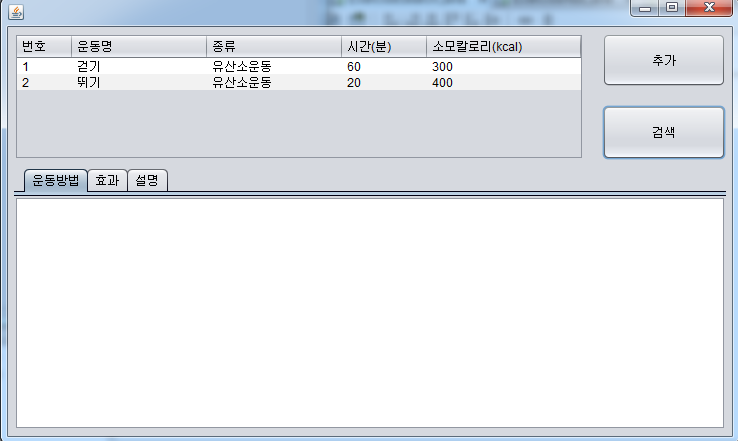 번호 운동명 종류 시간(분) 소모칼로리(kcal)
1 걷기 유산소운동 60 300
2 뛰기 유산소운동 20 400
추가
검색
운동방법 효과 설명